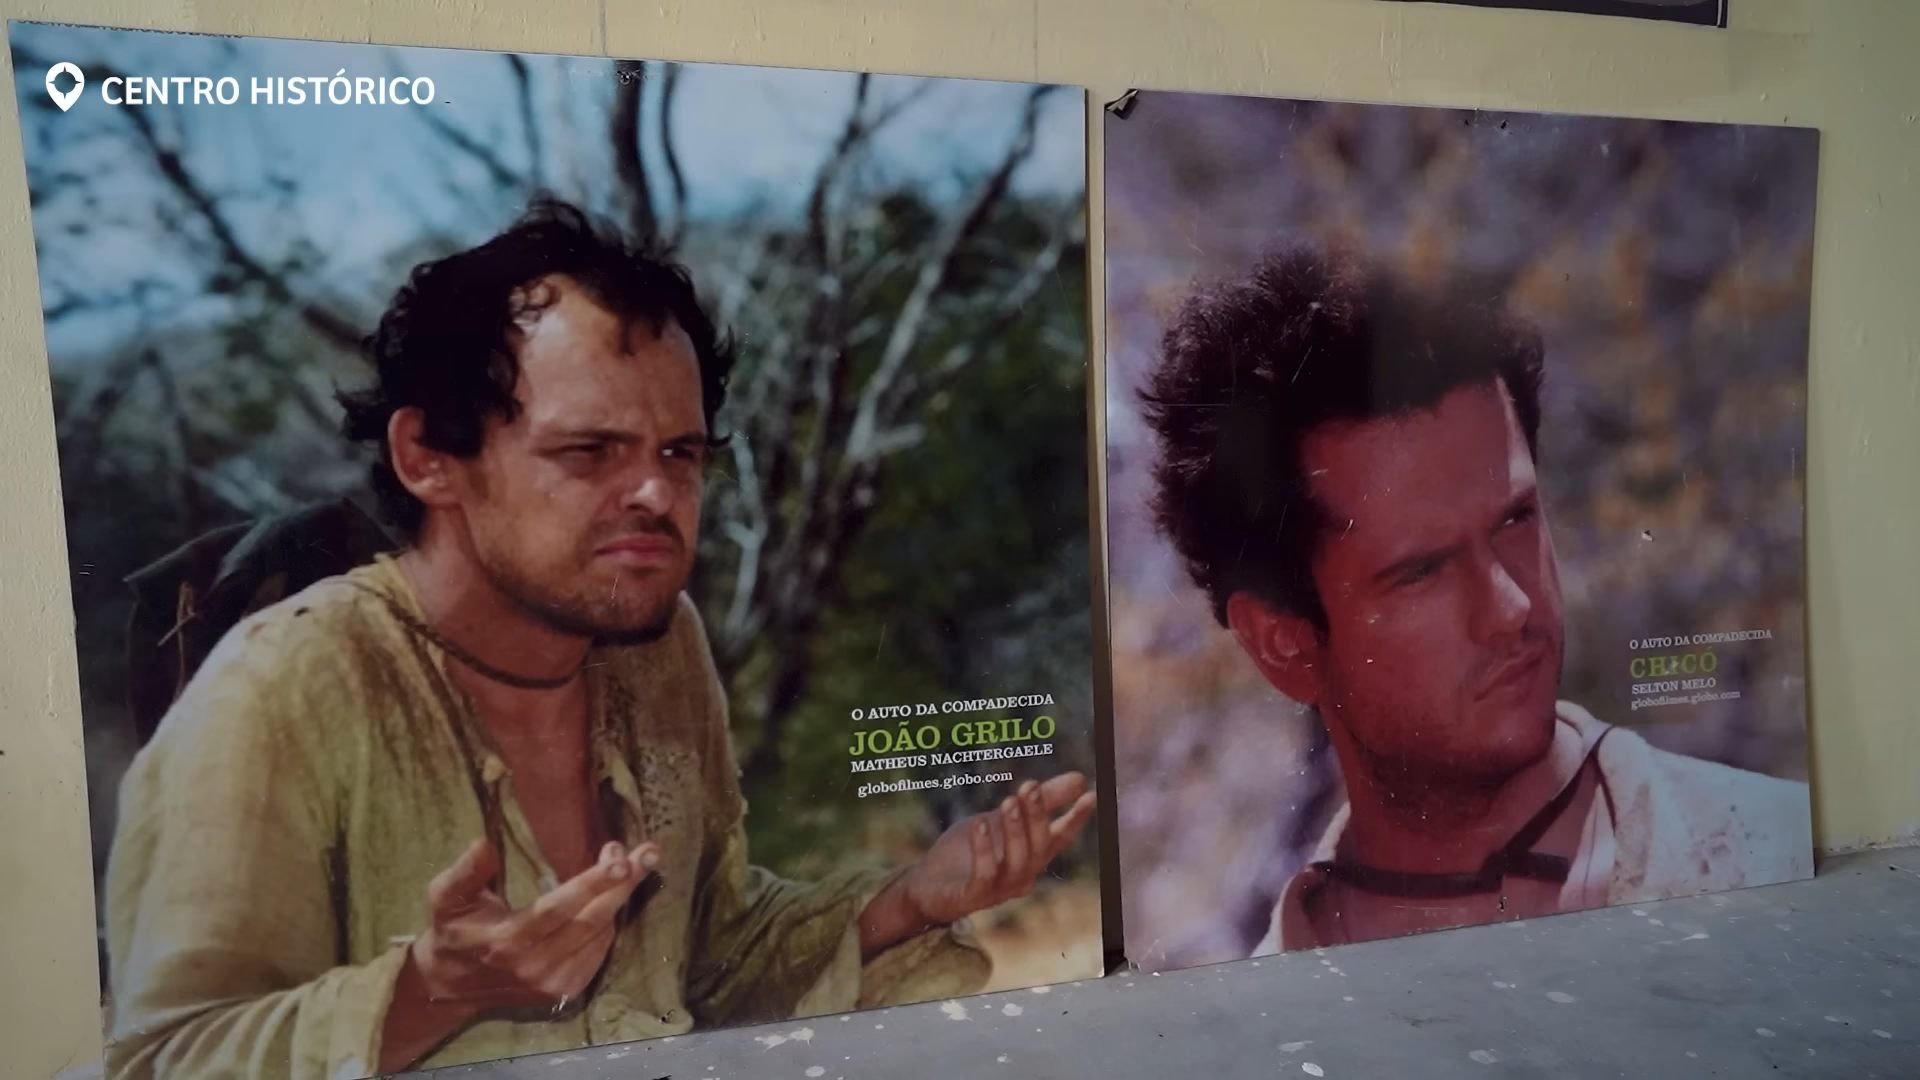 CENTRO HISTÓRICO
O AUTO DA COMPADECIDA
JOÃO GRILO
MATHEUS NACHTERGAELE
globofilmes.globo.com
O AUTO DA COMPADECIDA
CHICÓ
SELTON MELO
globofilmes.globo.com